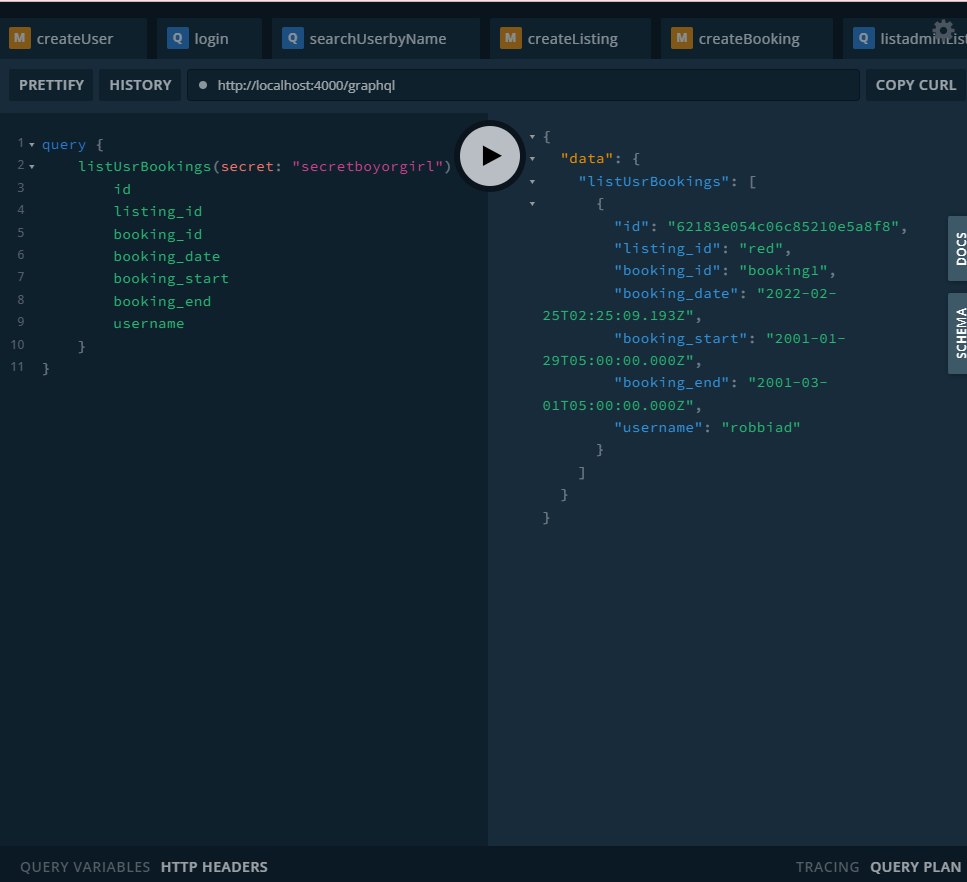 M createUser Q login Q searchUserbyName M createListing M createBooking Q
PRETTIFY HISTORY http://localhost:4000/graphql COPY CURL
1 query {
2 listUsrBookings(secret: "secretboyorgirl")
3 id
4 listing_id
5 booking_id
6 booking_date
7 booking_start
8 booking_end
9 username
10 }
11 }
{
"data": {
"listUsrBookings": [
{
"id": "62183e054c06c85210e5a8f8",
"listing_id": "red",
"booking_id": "booking1",
"booking_date": "2022-02-
25T02:25:09.193Z",
"booking_start": "2001-01-
29T05:00:00.000Z",
"booking_end": "2001-03-
01T05:00:00.000Z",
"username": "robbiad"
}
]
}
}
DOCS
SCHEMA
QUERY VARIABLES HTTP HEADERS TRACING QUERY PLAN